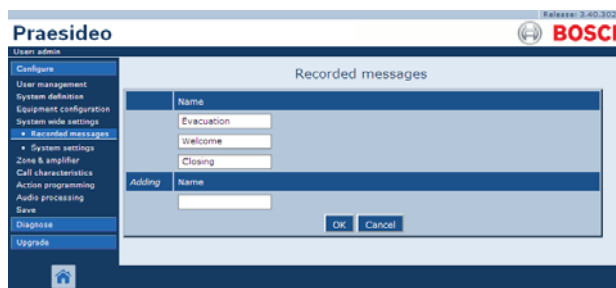 Release: 3.40.302
Praesideo
BOSCH
User: admin
Configure
User management
System definition
Equipment configuration
System wide settings
• Recorded messages
• System settings
Zone & amplifier
Call characteristics
Action programming
Audio processing
Save
Diagnose
Upgrade
Recorded messages
Name
Evacuation
Welcome
Closing
Adding Name
OK Cancel